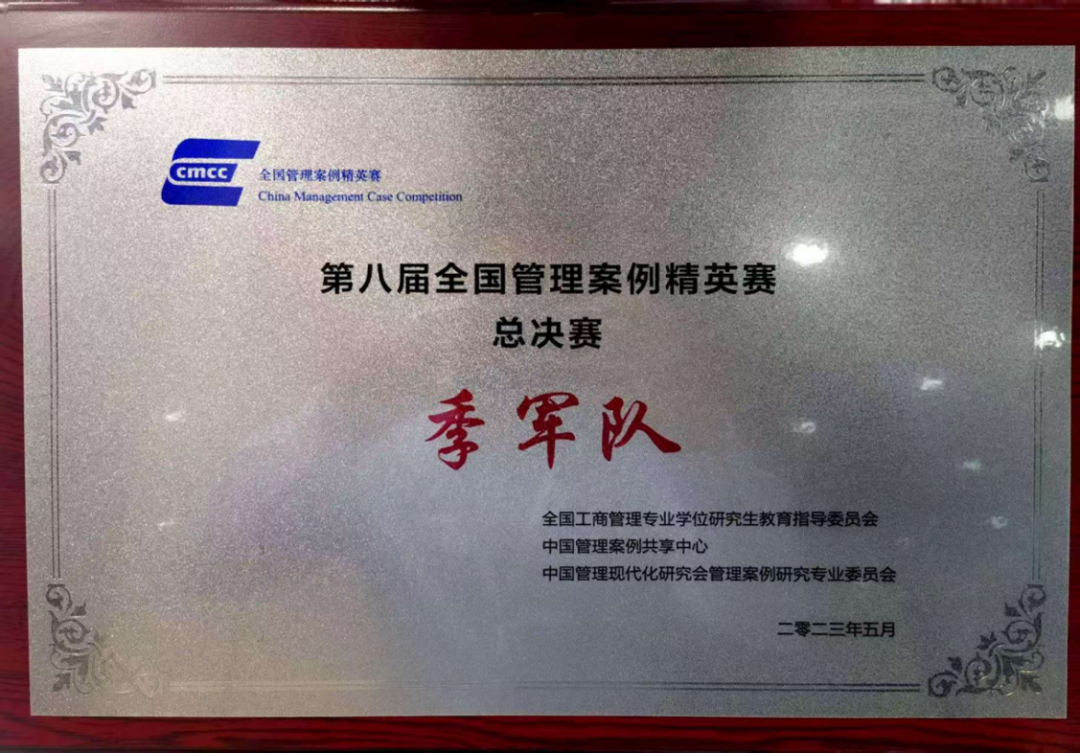 cmcc
全国管理案例精英赛
China Management Case Competition
第八届全国管理案例精英赛
总决赛
季军队
全国工商管理专业学位研究生教育指导委员会
中国管理案例共享中心
中国管理现代化研究会管理案例研究专业委员会
二零二三年五月